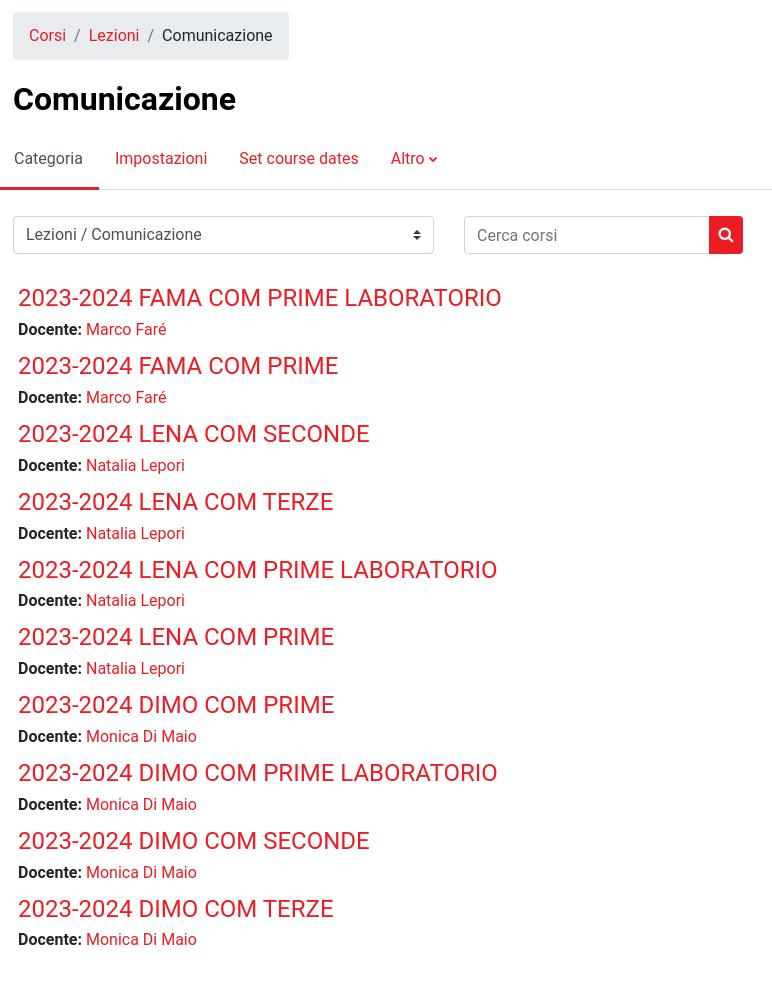 Corsi / Lezioni / Comunicazione
Comunicazione
Categoria Impostazioni Set course dates Altro
Lezioni / Comunicazione Cerca corsi
2023-2024 FAMA COM PRIME LABORATORIO
Docente: Marco Faré
2023-2024 FAMA COM PRIME
Docente: Marco Faré
2023-2024 LENA COM SECONDE
Docente: Natalia Lepori
2023-2024 LENA COM TERZE
Docente: Natalia Lepori
2023-2024 LENA COM PRIME LABORATORIO
Docente: Natalia Lepori
2023-2024 LENA COM PRIME
Docente: Natalia Lepori
2023-2024 DIMO COM PRIME
Docente: Monica Di Maio
2023-2024 DIMO COM PRIME LABORATORIO
Docente: Monica Di Maio
2023-2024 DIMO COM SECONDE
Docente: Monica Di Maio
2023-2024 DIMO COM TERZE
Docente: Monica Di Maio